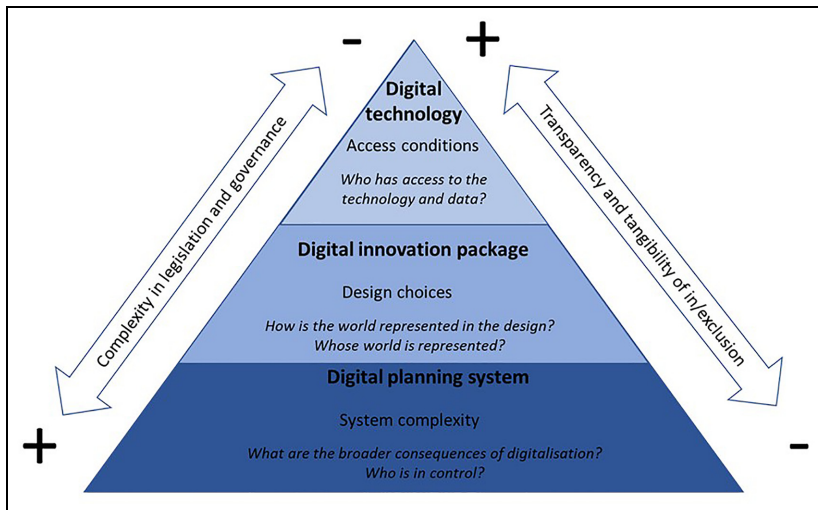 -
+
Digital
technology
Access conditions
Who has access to the
technology and data?
Complexity in legislation and governance
Transparency and tangibility of in/exclusion
Digital innovation package
Design choices
How is the world represented in the design?
Whose world is represented?
Digital planning system
System complexity
What are the broader consequences of digitalisation?
Who is in control?
+
-